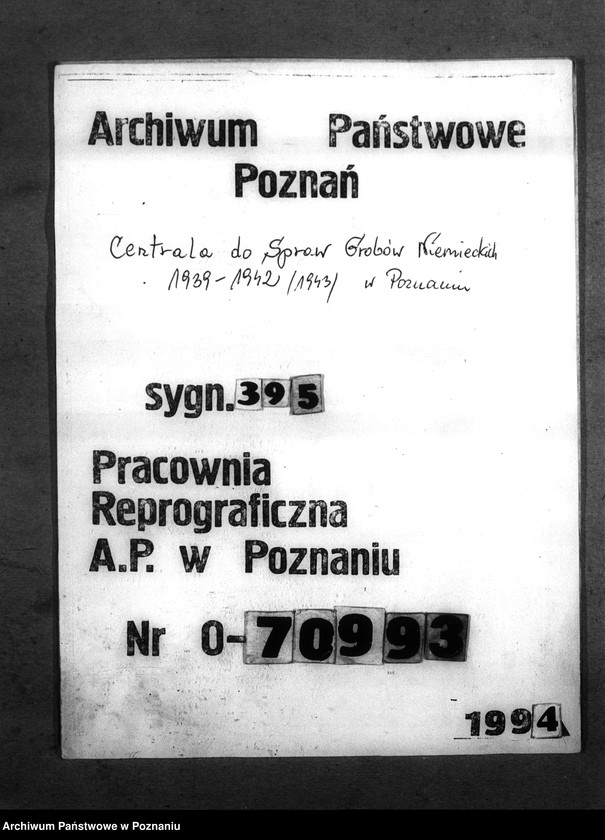 Archiwum Państwowe
Poznań
Centrala do Spraw Grobów Niemieckich
1939-1942 /1943/ w Poznaniu
sygn. 395
Pracownia
Reprograficzna
A.P. w Poznaniu
Nr 0-70993
1994
Archiwum Państwowe w Poznaniu